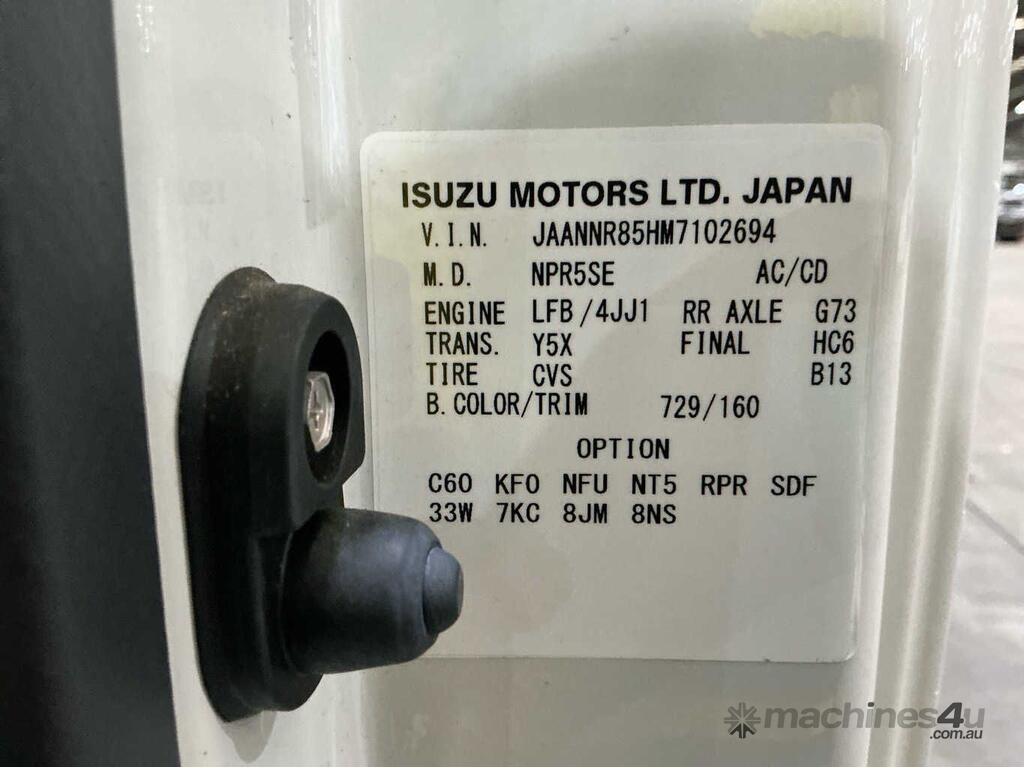 ISUZU MOTORS LTD. JAPAN
V.I.N. JAANNR85HM7102694
M.D. NPR5SE AC/CD
ENGINE LFB/4JJ1 RR AXLE G73
TRANS. Y5X FINAL HC6
TIRE CVS B13
B.COLOR/TRIM 729/160
OPTION
C60 KF0 NFU NT5 RPR SDF
33W 7KC 8JM 8NS
machines4u
.com.au